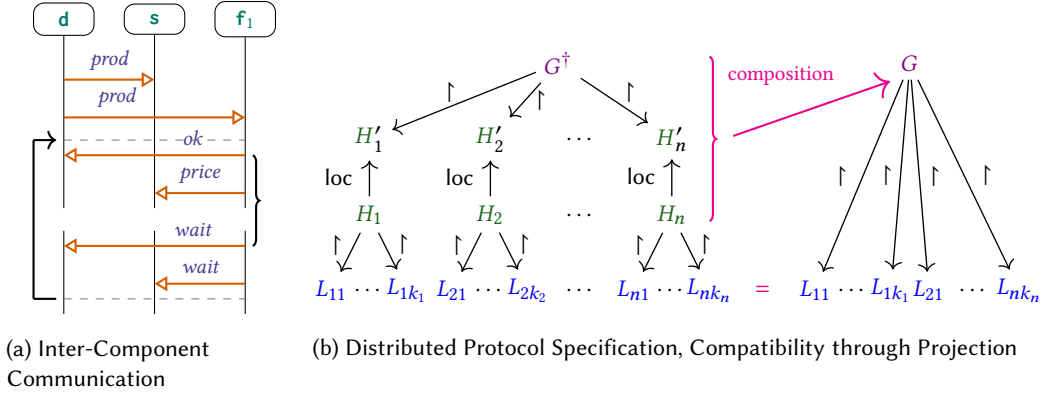 d s f₁
prod
prod
ok
price
wait
wait
(a) Inter-Component
Communication
G† composition G
↾ ↾ ↾
H′₁ H′₂ ⋯ H′ₙ
↾ ↾ ↾ ↾
loc loc loc
H₁ H₂ ⋯ Hₙ
↾ ↾ ↾ ↾ ↾ ↾
L₁₁ ⋯ L₁ₖ₁ L₂₁ ⋯ L₂ₖ₂ ⋯ Lₙ₁ ⋯ Lₙₖₙ = L₁₁ ⋯ L₁ₖ₁ L₂₁ ⋯ Lₙₖₙ
(b) Distributed Protocol Specification, Compatibility through Projection